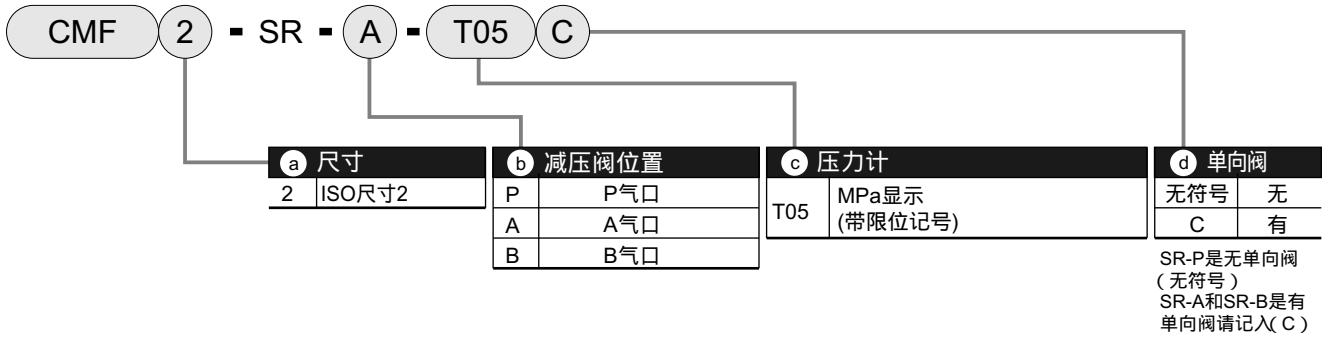 CMF 2 - SR - A - T05 C
a 尺寸
2 ISO尺寸2
b 减压阀位置
P P气口
A A气口
B B气口
c 压力计
T05 MPa显示
(带限位记号)
d 单向阀
无符号 无
C 有
SR-P是无单向阀
(无符号)
SR-A和SR-B是有
单向阀请记入(C)